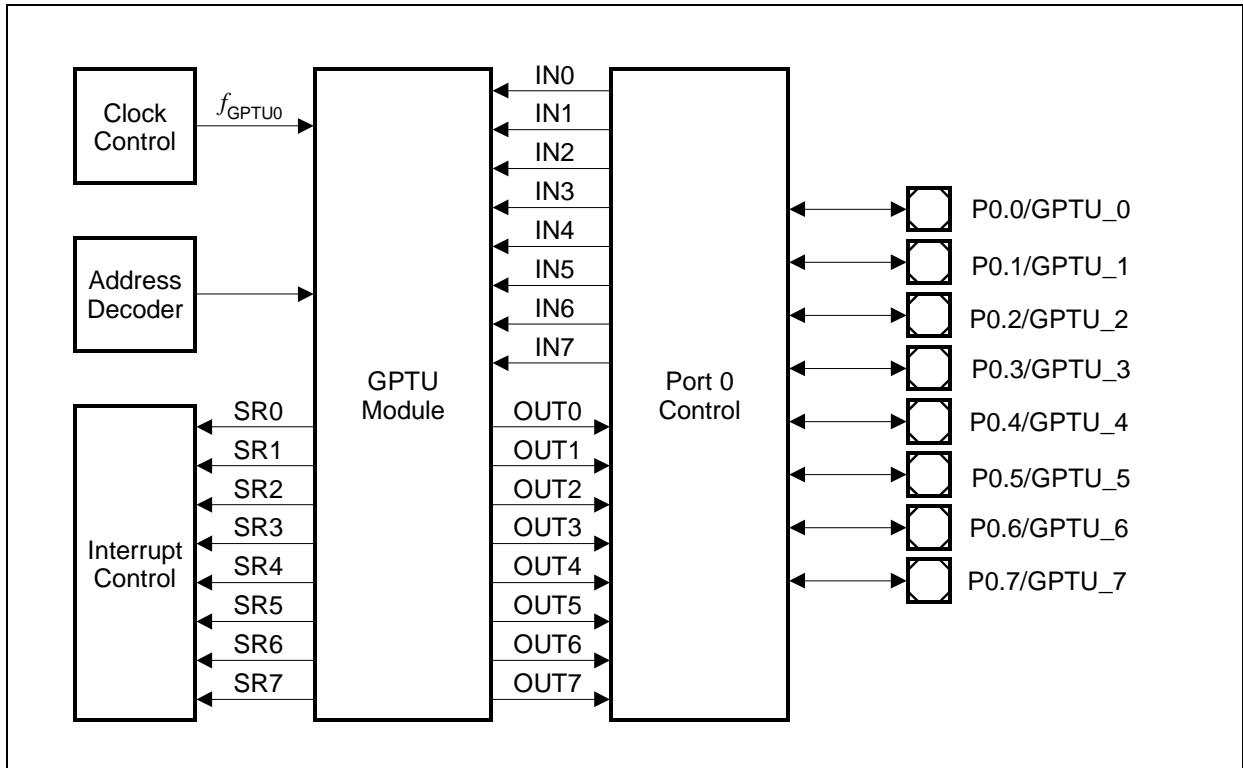 Clock
Control
fGPTU0
Address
Decoder
Interrupt
Control
SR0
SR1
SR2
SR3
SR4
SR5
SR6
SR7
GPTU
Module
IN0
IN1
IN2
IN3
IN4
IN5
IN6
IN7
OUT0
OUT1
OUT2
OUT3
OUT4
OUT5
OUT6
OUT7
Port 0
Control
P0.0/GPTU_0
P0.1/GPTU_1
P0.2/GPTU_2
P0.3/GPTU_3
P0.4/GPTU_4
P0.5/GPTU_5
P0.6/GPTU_6
P0.7/GPTU_7